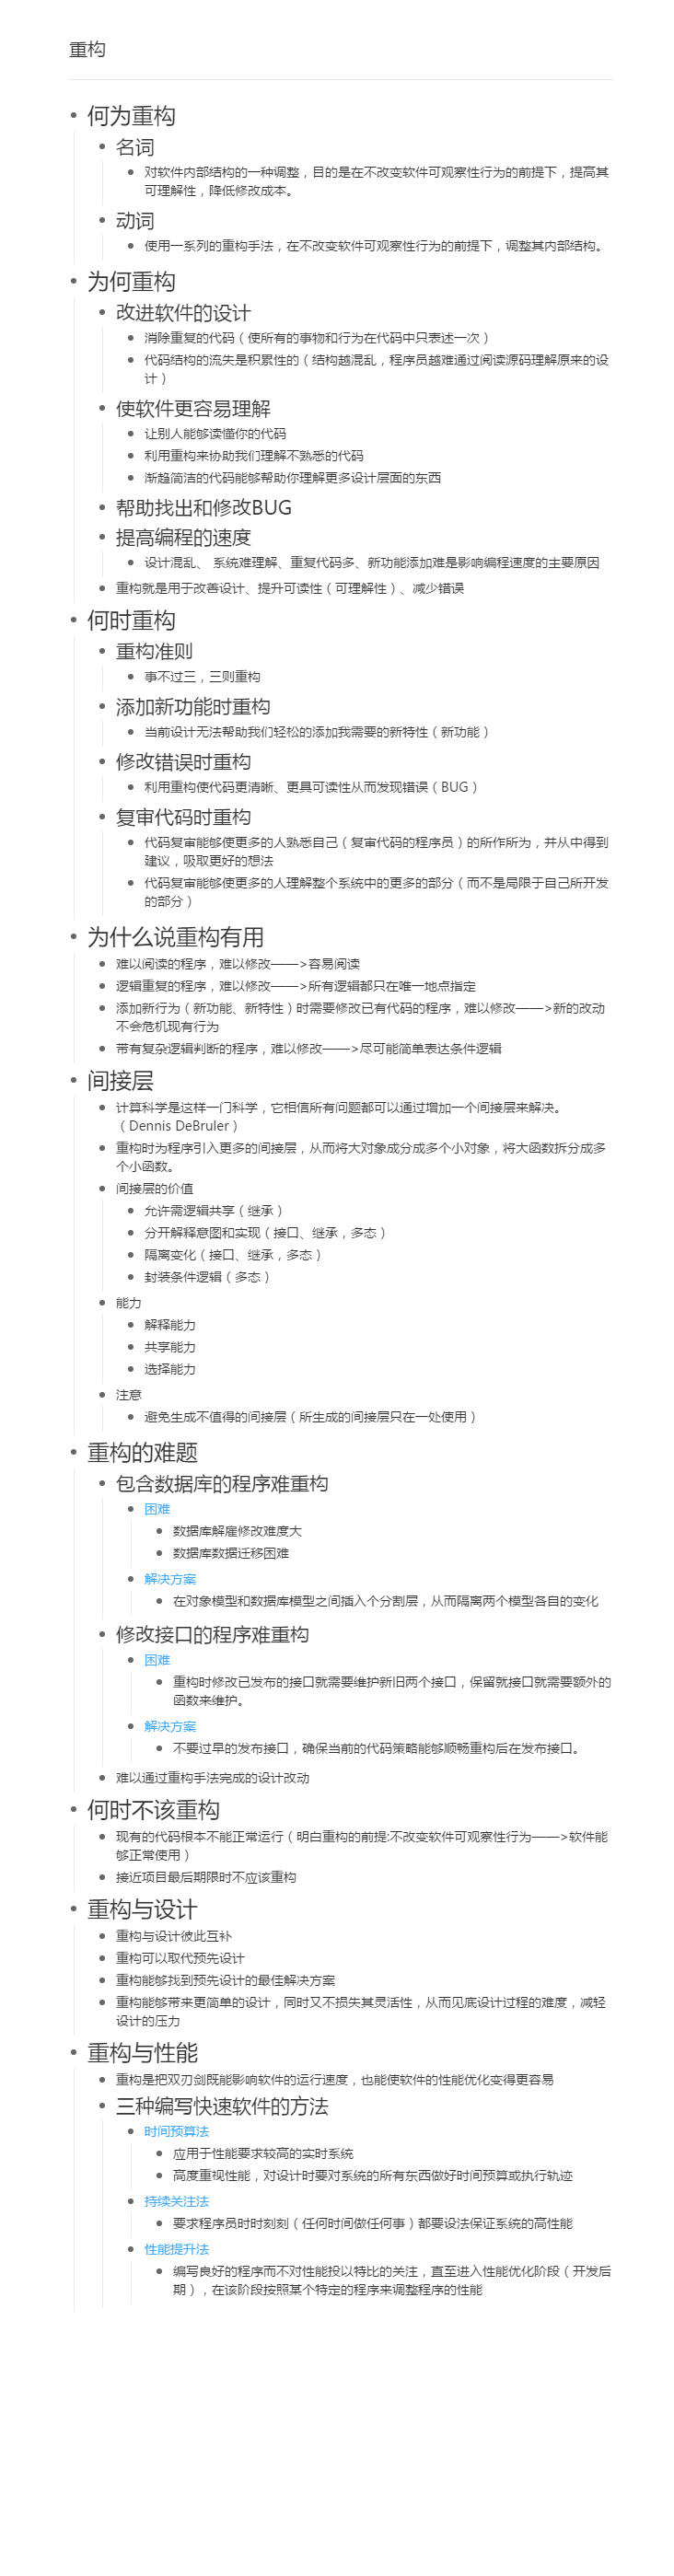 重构
何为重构
名词
对软件内部结构的一种调整，目的是在不改变软件可观察性行为的前提下，提高其
可理解性，降低修改成本。
动词
使用一系列的重构手法，在不改变软件可观察性行为的前提下，调整其内部结构。
为何重构
改进软件的设计
消除重复的代码（使所有的事物和行为在代码中只表述一次）
代码结构的流失是积累性的（结构越混乱，程序员越难通过阅读源码理解原来的设
计）
使软件更容易理解
让别人能够读懂你的代码
利用重构来协助我们理解不熟悉的代码
渐趋简洁的代码能够帮助你理解更多设计层面的东西
帮助找出和修改BUG
提高编程的速度
设计混乱、 系统难理解、重复代码多、新功能添加难是影响编程速度的主要原因
重构就是用于改善设计、提升可读性（可理解性）、减少错误
何时重构
重构准则
事不过三，三则重构
添加新功能时重构
当前设计无法帮助我们轻松的添加我需要的新特性（新功能）
修改错误时重构
利用重构使代码更清晰、更具可读性从而发现错误（BUG）
复审代码时重构
代码复审能够使更多的人熟悉自己（复审代码的程序员）的所作所为，并从中得到
建议，吸取更好的想法
代码复审能够使更多的人理解整个系统中的更多的部分（而不是局限于自己所开发
的部分）
为什么说重构有用
难以阅读的程序，难以修改——>容易阅读
逻辑重复的程序，难以修改——>所有逻辑都只在唯一地点指定
添加新行为（新功能、新特性）时需要修改已有代码的程序，难以修改——>新的改动
不会危机现有行为
带有复杂逻辑判断的程序，难以修改——>尽可能简单表达条件逻辑
间接层
计算科学是这样一门科学，它相信所有问题都可以通过增加一个间接层来解决。
（Dennis DeBruler）
重构时为程序引入更多的间接层，从而将大对象成分成多个小对象，将大函数拆分成多
个小函数。
间接层的价值
允许需逻辑共享（继承）
分开解释意图和实现（接口、继承，多态）
隔离变化（接口、继承，多态）
封装条件逻辑（多态）
能力
解释能力
共享能力
选择能力
注意
避免生成不值得的间接层（所生成的间接层只在一处使用）
重构的难题
包含数据库的程序难重构
困难
数据库解雇修改难度大
数据库数据迁移困难
解决方案
在对象模型和数据库模型之间插入个分割层，从而隔离两个模型各自的变化
修改接口的程序难重构
困难
重构时修改已发布的接口就需要维护新旧两个接口，保留就接口就需要额外的
函数来维护。
解决方案
不要过早的发布接口，确保当前的代码策略能够顺畅重构后在发布接口。
难以通过重构手法完成的设计改动
何时不该重构
现有的代码根本不能正常运行（明白重构的前提:不改变软件可观察性行为——>软件能
够正常使用）
接近项目最后期限时不应该重构
重构与设计
重构与设计彼此互补
重构可以取代预先设计
重构能够找到预先设计的最佳解决方案
重构能够带来更简单的设计，同时又不损失其灵活性，从而见底设计过程的难度，减轻
设计的压力
重构与性能
重构是把双刃剑既能影响软件的运行速度，也能使软件的性能优化变得更容易
三种编写快速软件的方法
时间预算法
应用于性能要求较高的实时系统
高度重视性能，对设计时要对系统的所有东西做好时间预算或执行轨迹
持续关注法
要求程序员时时刻刻（任何时间做任何事）都要设法保证系统的高性能
性能提升法
编写良好的程序而不对性能投以特比的关注，直至进入性能优化阶段（开发后
期），在该阶段按照某个特定的程序来调整程序的性能